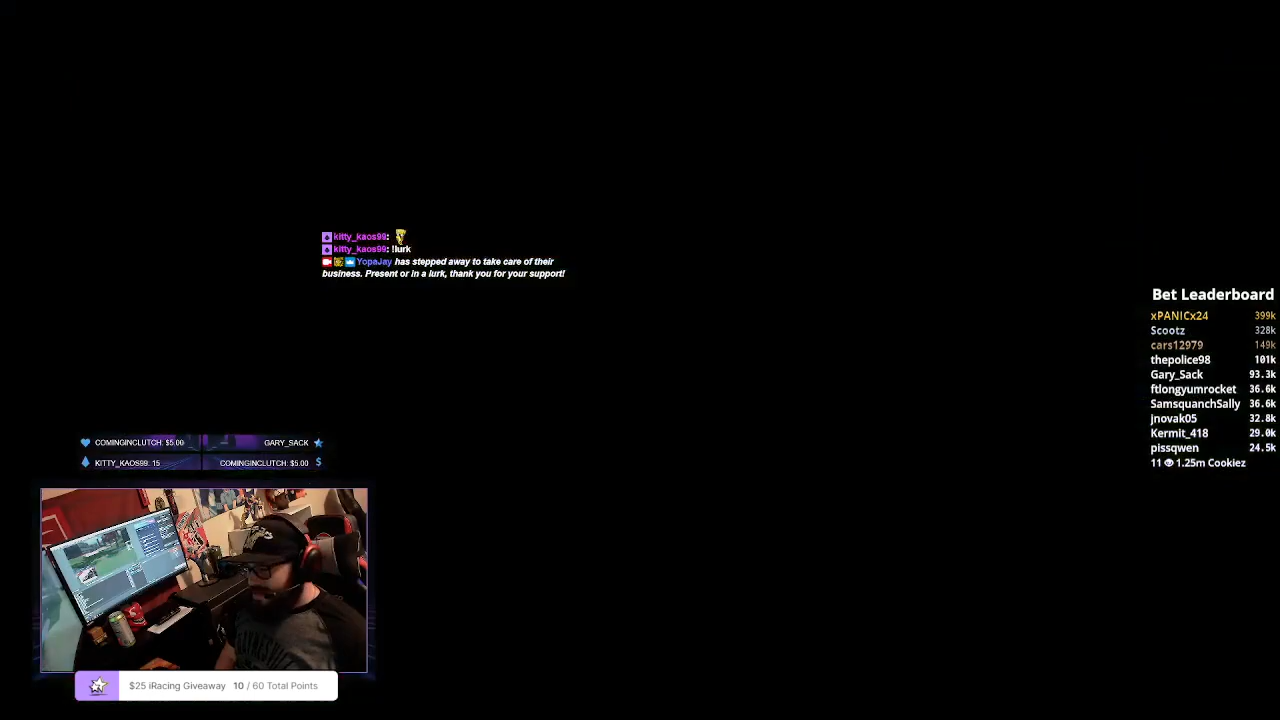 kitty_kaos99:
kitty_kaos99: !lurk
YopaJay has stepped away to take care of their
business. Present or in a lurk, thank you for your support!
Bet Leaderboard
xPANICx24 399k
Scootz 328k
cars12979 149k
thepolice98 101k
Gary_Sack 93.3k
ftlongyumrocket 36.6k
SamsquanchSally 36.6k
jnovak05 32.8k
Kermit_418 29.0k
pissqwen 24.5k
11 1.25m Cookiez
COMINGINCLUTCH: $5.00 GARY_SACK
KITTY_KAOS99: 15 COMINGINCLUTCH: $5.00 $
$25 iRacing Giveaway 10 / 60 Total Points